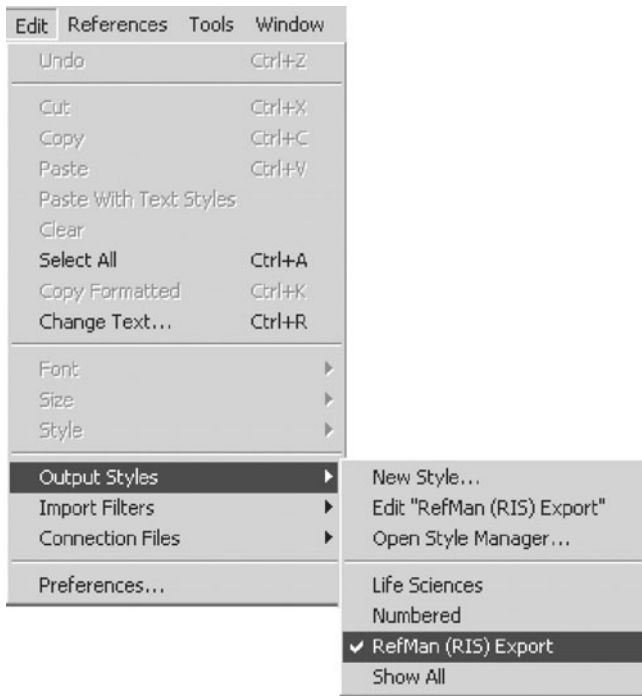 Edit References Tools Window
Undo Ctrl+Z
Cut Ctrl+X
Copy Ctrl+C
Paste Ctrl+V
Paste With Text Styles
Clear
Select All Ctrl+A
Copy Formatted Ctrl+K
Change Text... Ctrl+R
Font
Size
Style
Output Styles
Import Filters
Connection Files
Preferences...
New Style...
Edit "RefMan (RIS) Export"
Open Style Manager...
Life Sciences
Numbered
RefMan (RIS) Export
Show All